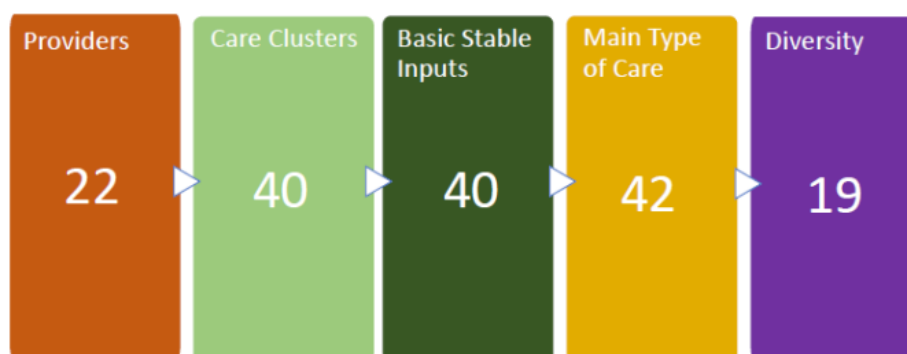 Providers
22
Care Clusters
40
Basic Stable
Inputs
40
Main Type
of Care
42
Diversity
19